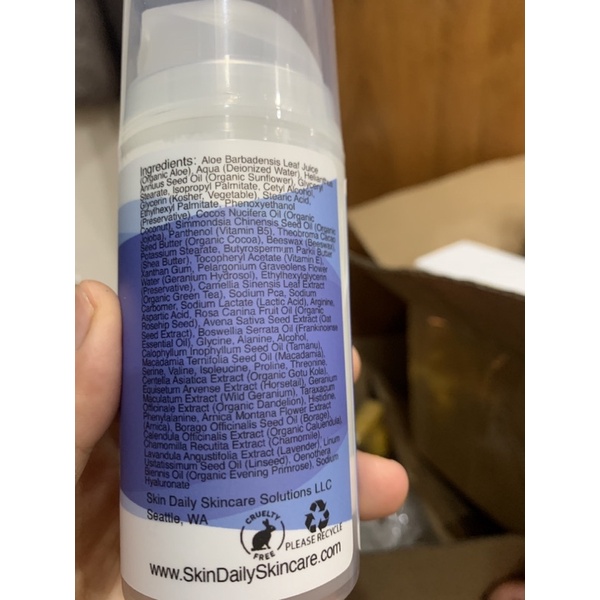 Ingredients: Aloe Barbadensis Leaf Juice
(Organic Aloe), Aqua (Deionized Water), Helianthus
Annuus Seed Oil (Organic Sunflower), Glyceryl
Stearate, Isopropyl Palmitate, Cetyl Alcohol,
Glycerin (Kosher, Vegetable), Stearic Acid,
Ethylhexyl Palmitate, Phenoxyethanol
(Preservative), Cocos Nucifera Oil (Organic
Coconut), Simmondsia Chinensis Seed Oil (Organic
Jojoba), Panthenol (Vitamin B5), Theobroma Cacao
Seed Butter (Organic Cocoa), Beeswax (Beeswax),
Potassium Stearate, Butyrospermum Parkii Butter
(Shea Butter), Tocopheryl Acetate (Vitamin E),
Xanthan Gum, Pelargonium Graveolens Flower
Water (Geranium Hydrosol), Ethylhexylglycerin
(Preservative), Camellia Sinensis Leaf Extract
(Organic Green Tea), Sodium Pca, Sodium
Carbomer, Sodium Lactate (Lactic Acid), Arginine,
Aspartic Acid, Rosa Canina Fruit Oil (Organic
Rosehip Seed), Avena Sativa Seed Extract (Oat
Seed Extract), Boswellia Serrata Oil (Frankincense
Essential Oil), Glycine, Alanine, Alcohol,
Calophyllum Inophyllum Seed Oil (Tamanu),
Macadamia Ternifolia Seed Oil (Macadamia),
Serine, Valine, Isoleucine, Proline, Threonine,
Centella Asiatica Extract (Organic Gotu Kola),
Equisetum Arvense Extract (Horsetail), Geranium
Maculatum Extract (Wild Geranium), Taraxacum
Officinale Extract (Organic Dandelion), Histidine,
Phenylalanine, Arnica Montana Flower Extract
(Arnica), Borago Officinalis Seed Oil (Borage),
Calendula Officinalis Extract (Organic Calendula),
Chamomilla Recutita Extract (Chamomile),
Lavandula Angustifolia Extract (Lavender), Linum
Usitatissimum Seed Oil (Linseed), Oenothera
Biennis Oil (Organic Evening Primrose), Sodium
Hyaluronate
Skin Daily Skincare Solutions LLC
Seattle, WA
CRUELTY
FREE
PLEASE RECYCLE
www.SkinDailySkincare.com